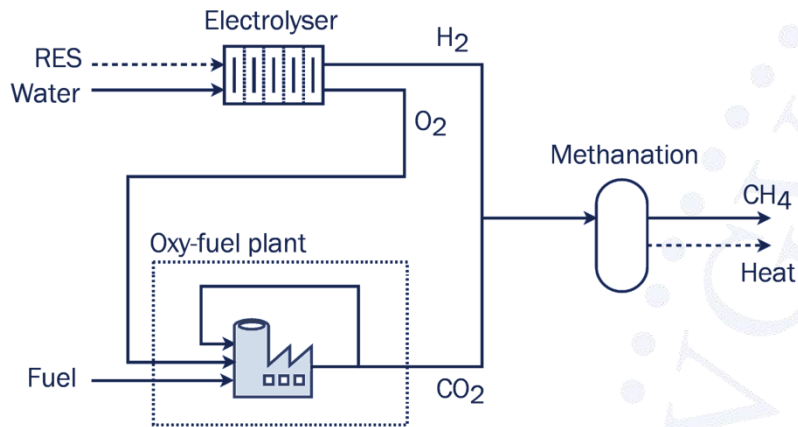 Electrolyser
RES
H2
Water
O2
Methanation
CH4
Oxy-fuel plant
Heat
Fuel
CO2